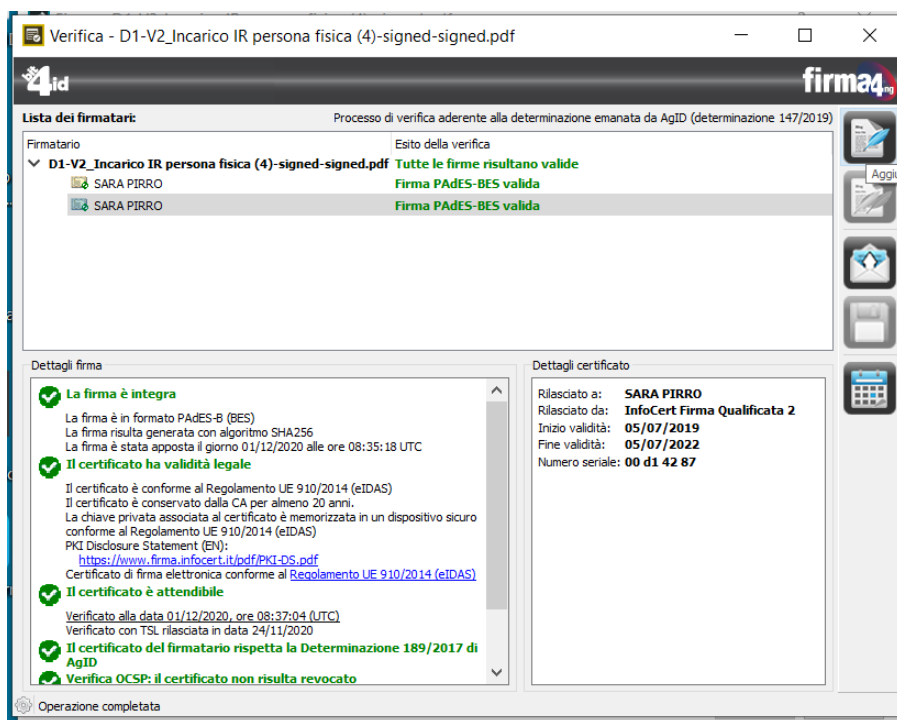 Verifica - D1-V2_Incarico IR persona fisica (4)-signed-signed.pdf
4id
firma4ng
Lista dei firmatari: Processo di verifica aderente alla determinazione emanata da AgID (determinazione 147/2019)
Firmatario Esito della verifica
D1-V2_Incarico IR persona fisica (4)-signed-signed.pdf Tutte le firme risultano valide
SARA PIRRO Firma PAdES-BES valida
Aggiu
SARA PIRRO Firma PAdES-BES valida
Dettagli firma
La firma è integra
La firma è in formato PAdES-B (BES)
La firma risulta generata con algoritmo SHA256
La firma è stata apposta il giorno 01/12/2020 alle ore 08:35:18 UTC
Il certificato ha validità legale
Il certificato è conforme al Regolamento UE 910/2014 (eIDAS)
Il certificato è conservato dalla CA per almeno 20 anni.
La chiave privata associata al certificato è memorizzata in un dispositivo sicuro
conforme al Regolamento UE 910/2014 (eIDAS)
PKI Disclosure Statement (EN):
https://www.firma.infocert.it/pdf/PKI-DS.pdf
Certificato di firma elettronica conforme al Regolamento UE 910/2014 (eIDAS)
Il certificato è attendibile
Verificato alla data 01/12/2020, ore 08:37:04 (UTC)
Verificato con TSL rilasciata in data 24/11/2020
Il certificato del firmatario rispetta la Determinazione 189/2017 di
AgID
Verifica OCSP: il certificato non risulta revocato
Dettagli certificato
Rilasciato a: SARA PIRRO
Rilasciato da: InfoCert Firma Qualificata 2
Inizio validità: 05/07/2019
Fine validità: 05/07/2022
Numero seriale: 00 d1 42 87
Operazione completata